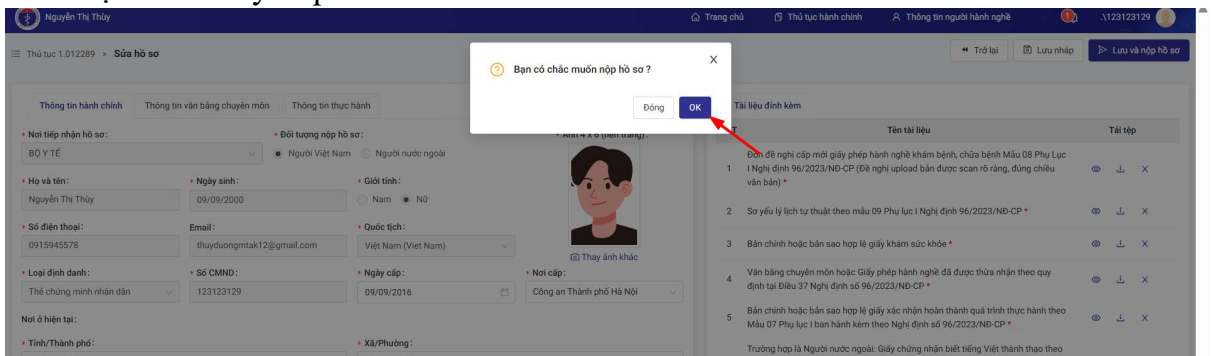 Nguyễn Thị Thùy
Trang chủ
Thủ tục hành chính
Thông tin người hành nghề
1
.\123123129
Thủ tục 1.012289 > Sửa hồ sơ
Trở lại
Lưu nháp
Lưu và nộp hồ sơ
Bạn có chắc muốn nộp hồ sơ ?
X
Đóng
OK
Thông tin hành chính
Thông tin văn bằng chuyên môn
Thông tin thực hành
* Nơi tiếp nhận hồ sơ:
* Đối tượng nộp hồ sơ:
BỘ Y TẾ
Người Việt Nam
Người nước ngoài
* Họ và tên:
* Ngày sinh:
* Giới tính:
Nguyễn Thị Thùy
09/09/2000
Nam
Nữ
* Số điện thoại:
Email:
* Quốc tịch:
0915945578
thuyduongmtak12@gmail.com
Việt Nam (Viet Nam)
Thay ảnh khác
* Loại định danh:
* Số CMND:
* Ngày cấp:
* Nơi cấp:
Thẻ chứng minh nhân dân
123123129
09/09/2016
Công an Thành phố Hà Nội
Nơi ở hiện tại:
* Tỉnh/Thành phố:
* Xã/Phường:
Tài liệu đính kèm
Tên tài liệu
Tải tệp
1
Đơn đề nghị cấp mới giấy phép hành nghề khám bệnh, chữa bệnh Mẫu 08 Phụ Lục
I Nghị định 96/2023/NĐ-CP (Đề nghị upload bản được scan rõ ràng, đúng chiều
văn bản) *
2 Sơ yếu lý lịch tự thuật theo mẫu 09 Phụ lục I Nghị định 96/2023/NĐ-CP *
3 Bản chính hoặc bản sao hợp lệ giấy khám sức khỏe *
4
Văn bằng chuyên môn hoặc Giấy phép hành nghề đã được thừa nhận theo quy
định tại Điều 37 Nghị định số 96/2023/NĐ-CP *
5
Bản chính hoặc bản sao hợp lệ giấy xác nhận hoàn thành quá trình thực hành theo
Mẫu 07 Phụ lục I ban hành kèm theo Nghị định số 96/2023/NĐ-CP *
Trường hợp là Người nước ngoài: Giấy chứng nhận biết tiếng Việt thành thạo theo